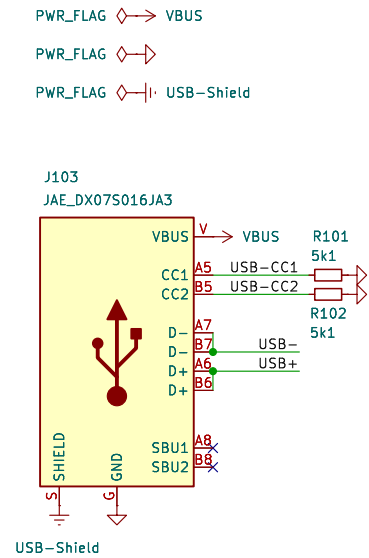 PWR_FLAG VBUS
PWR_FLAG
PWR_FLAG USB-Shield
J103
JAE_DX07S016JA3
VBUS V VBUS
R101
5k1
CC1 A5 USB-CC1
CC2 B5 USB-CC2
R102
5k1
D- A7
D- B7 USB-
D+ A6 USB+
D+ B6
SBU1 A8
SBU2 B8
SHIELD
GND
S
G
USB-Shield